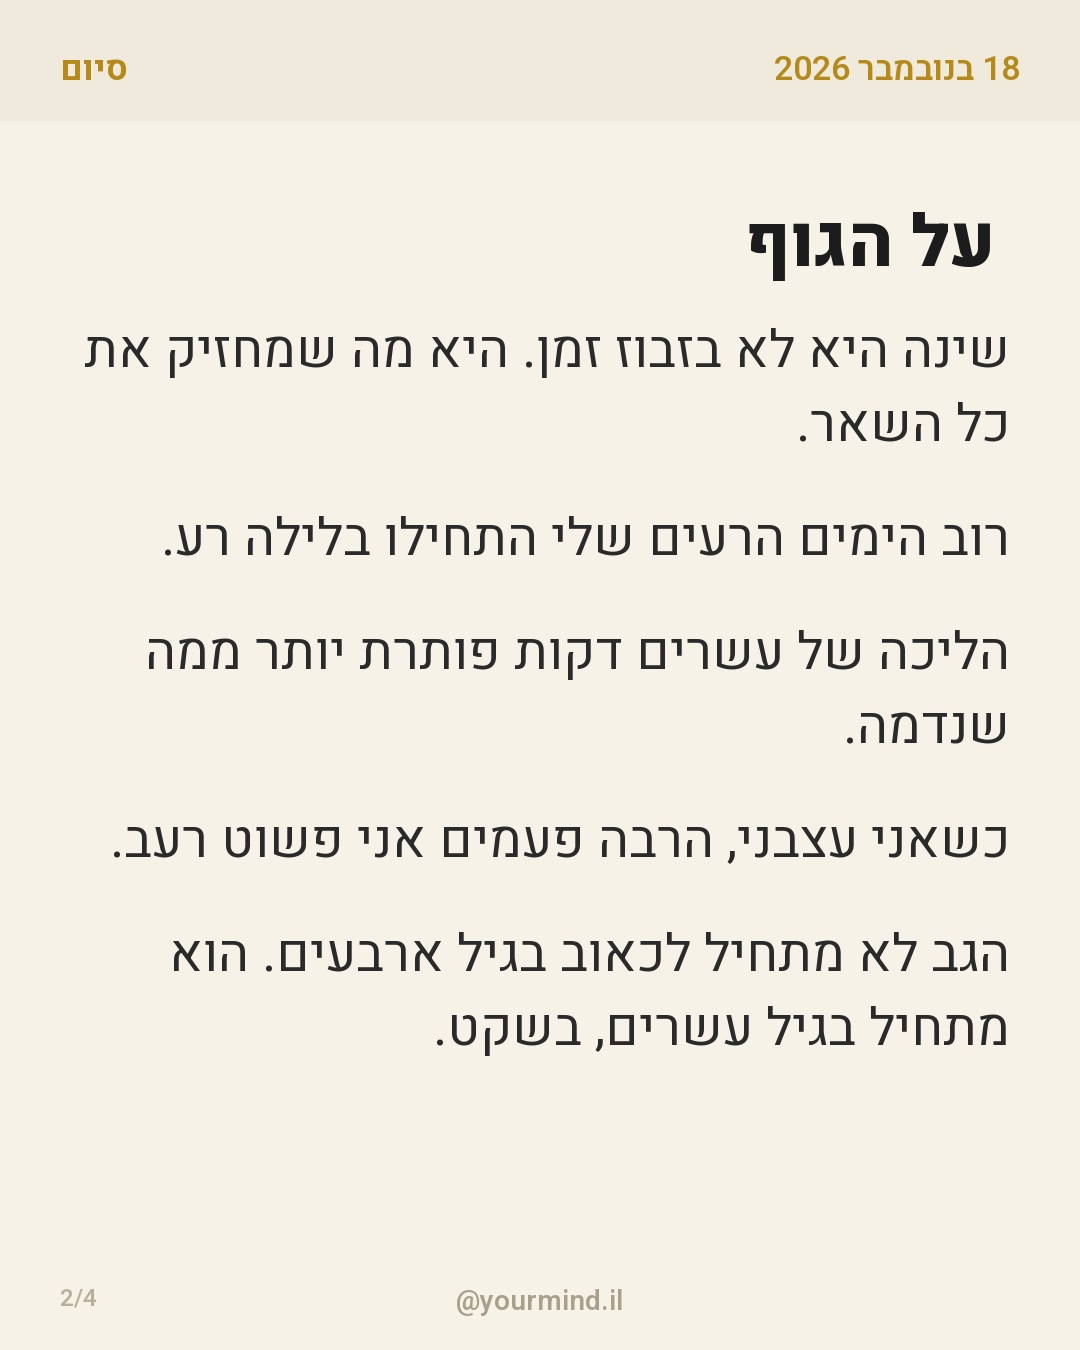 18 בנובמבר 2026
סיום
על הגוף
שינה היא לא בזבוז זמן. היא מה שמחזיק את
כל השאר.
רוב הימים הרעים שלי התחילו בלילה רע.
הליכה של עשרים דקות פותרת יותר ממה
שנדמה.
כשאני עצבני, הרבה פעמים אני פשוט רעב.
הגב לא מתחיל לכאוב בגיל ארבעים. הוא
מתחיל בגיל עשרים, בשקט.
@yourmind.il
2/4